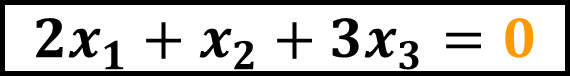 2x₁ + x₂ + 3x₃ = 0